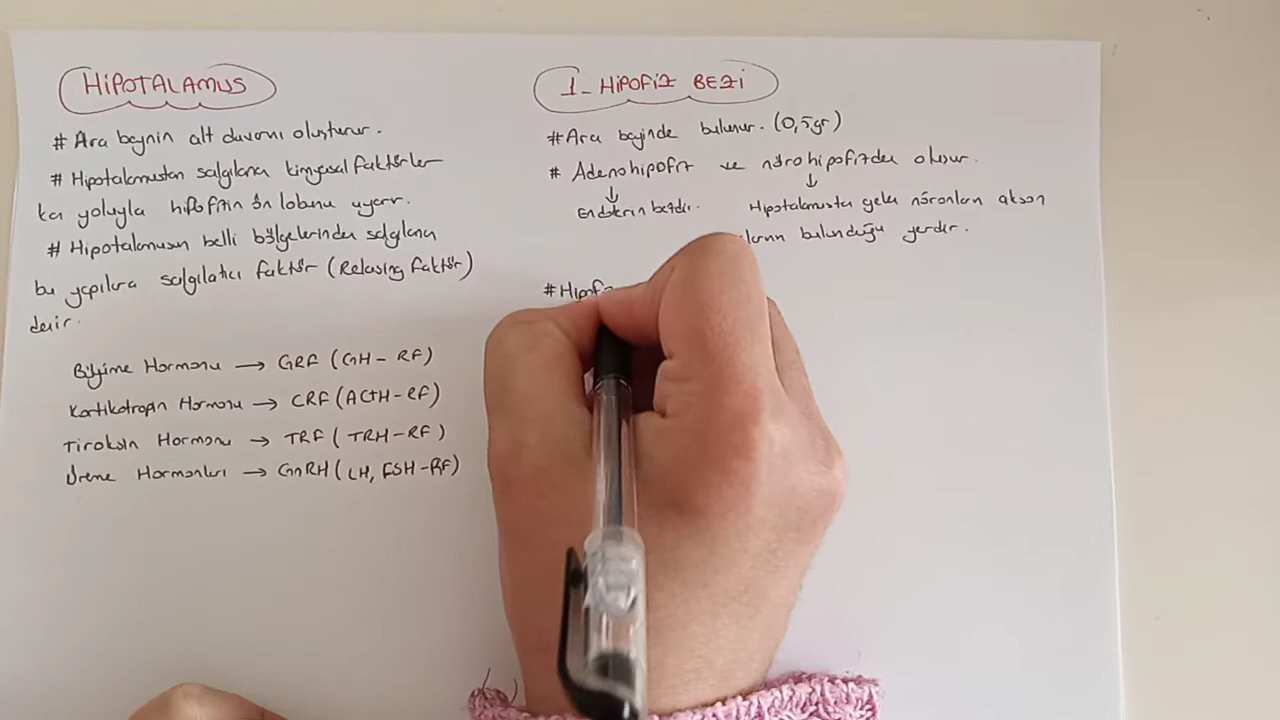 HİPOTALAMUS
# Ara beynin alt duvarını oluşturur.
# Hipotalamustan salgılanan kimyasal faktörler
kan yoluyla hipofizin ön lobunu uyarır.
# Hipotalamusun belli bölgelerinden salgılanan
bu yapılara salgılatıcı faktör (Relasing faktör)
denir.
Büyüme Hormonu → GRF (GH - RF)
Kortikotropin Hormonu → CRF (ACTH-RF)
Tiroksin Hormonu → TRF (TRH-RF)
Üreme Hormonları → GnRH (LH, FSH-RF)
1- HİPOFİZ BEZİ
# Ara beyinde bulunur. (0,5gr)
# Adenohipofiz ve nörohipofizden oluşur.
↓ ↓
Endokrin bezdir. Hipotalamustan gelen nöronların akson
bulunduğu yerdir.
# Hipofiz